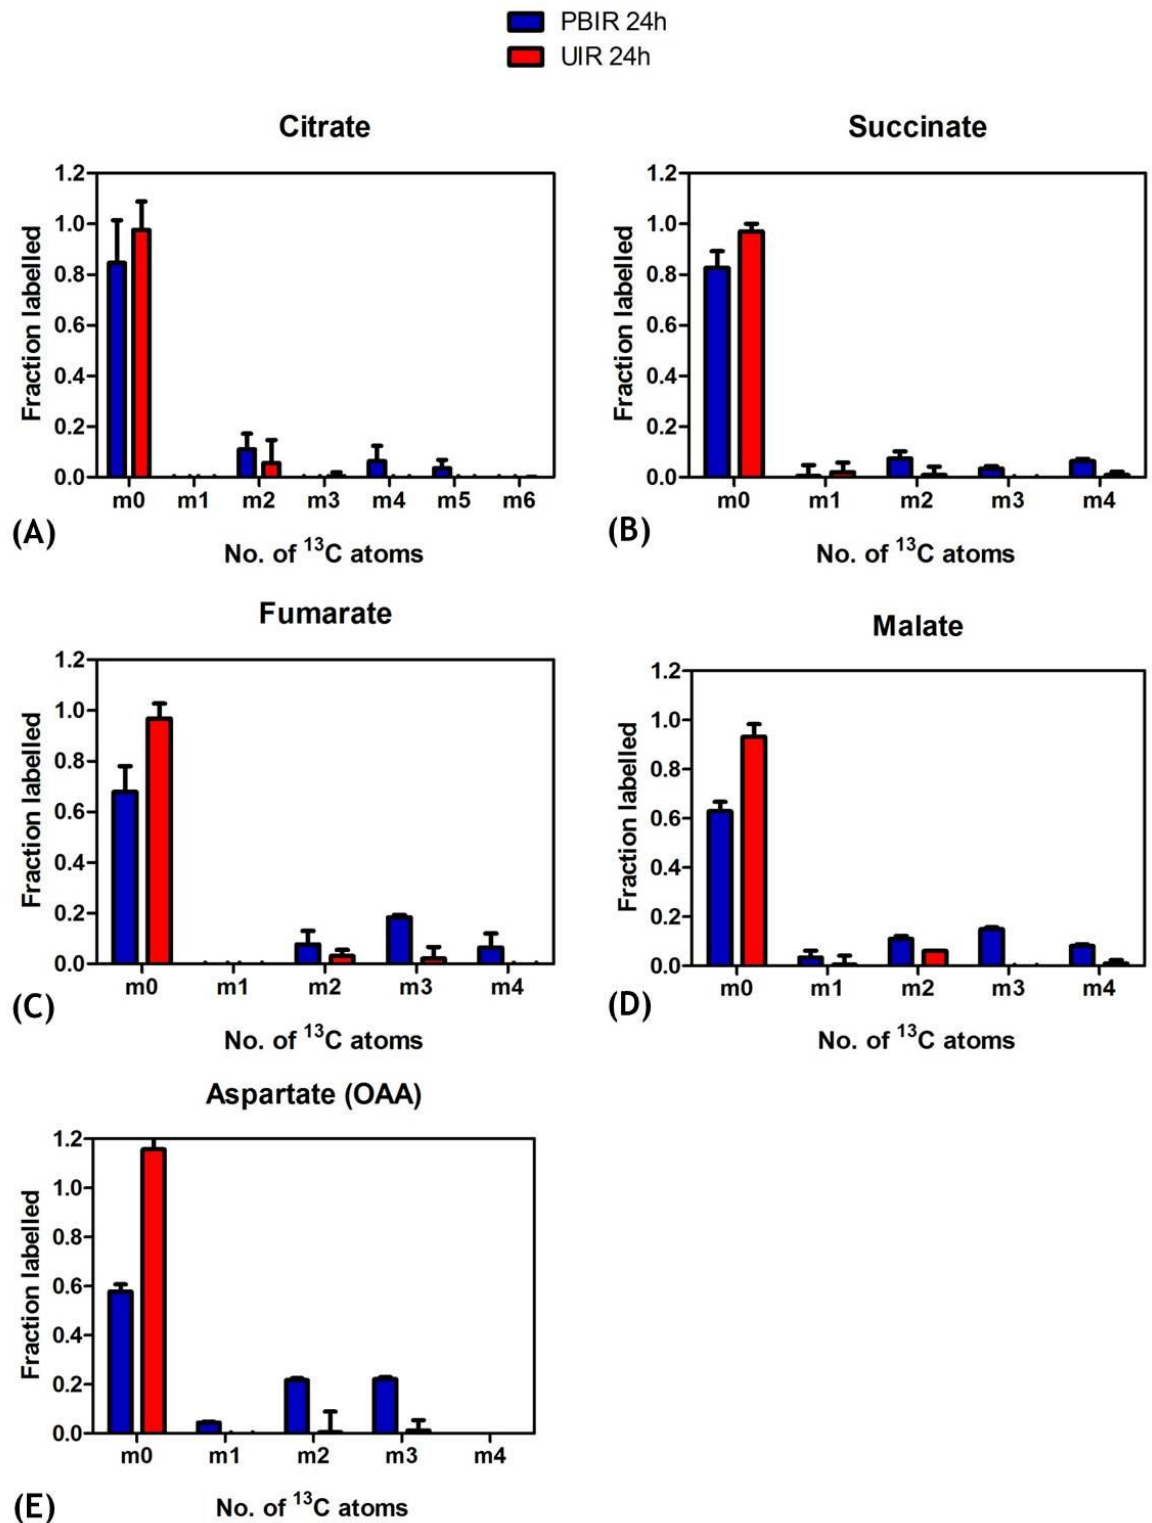 PBIR 24h
UIR 24h
Citrate
Fraction labelled
1.2
1.0
0.8
0.6
0.4
0.2
0.0
m0 m1 m2 m3 m4 m5 m6
No. of ¹³C atoms
(A)
Succinate
Fraction labelled
1.2
1.0
0.8
0.6
0.4
0.2
0.0
m0 m1 m2 m3 m4
No. of ¹³C atoms
(B)
Fumarate
Fraction labelled
1.2
1.0
0.8
0.6
0.4
0.2
0.0
m0 m1 m2 m3 m4
No. of ¹³C atoms
(C)
Malate
Fraction labelled
1.2
1.0
0.8
0.6
0.4
0.2
0.0
m0 m1 m2 m3 m4
No. of ¹³C atoms
(D)
Aspartate (OAA)
Fraction labelled
1.2
1.0
0.8
0.6
0.4
0.2
0.0
m0 m1 m2 m3 m4
No. of ¹³C atoms
(E)